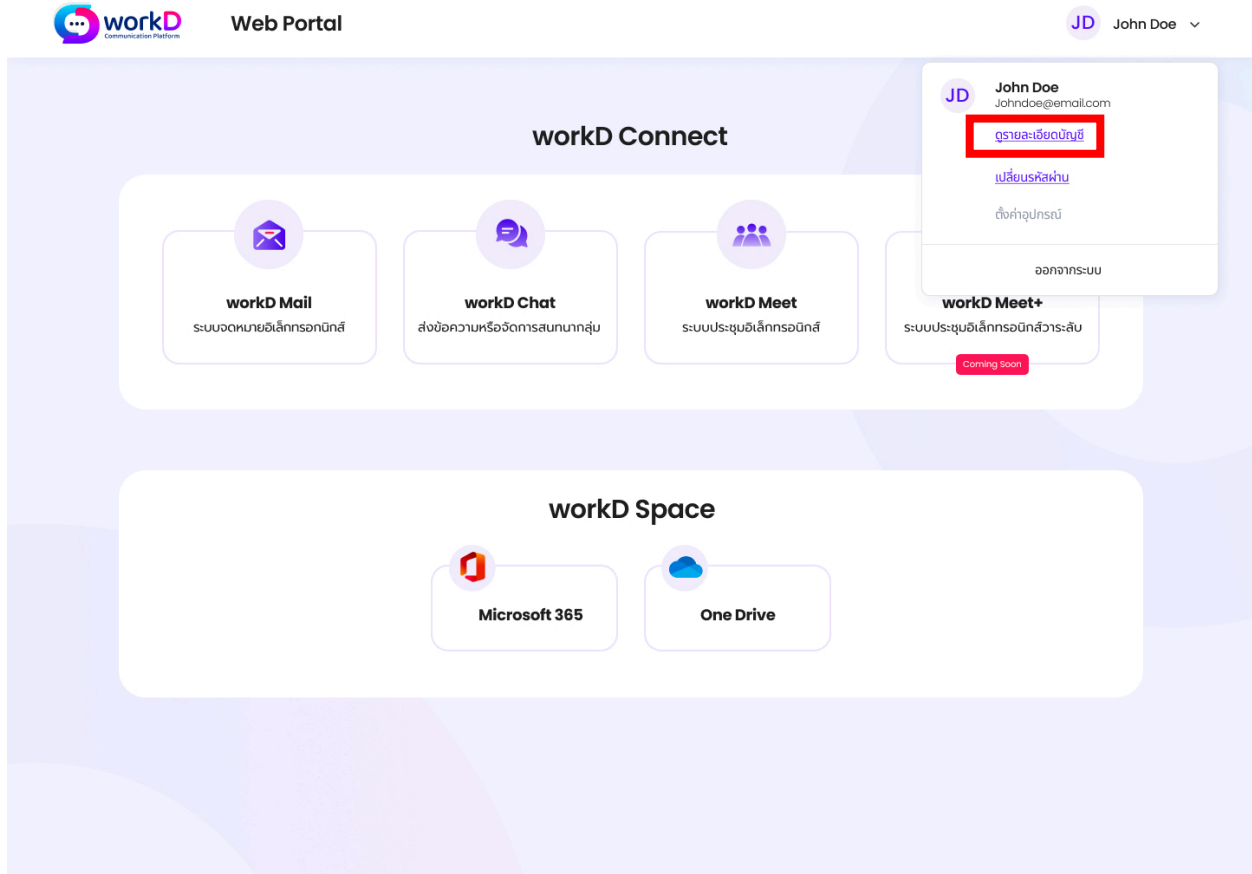 workD
Communication Platform
Web Portal
JD John Doe
JD
John Doe
Johndoe@email.com
ดูรายละเอียดบัญชี
เปลี่ยนรหัสผ่าน
ตั้งค่าอุปกรณ์
ออกจากระบบ
workD Connect
workD Mail
ระบบจดหมายอิเล็กทรอกนิกส์
workD Chat
ส่งข้อความหรือจัดการสนทนากลุ่ม
workD Meet
ระบบประชุมอิเล็กทรอนิกส์
workD Meet+
ระบบประชุมอิเล็กทรอนิกส์วาระลับ
Coming Soon
workD Space
Microsoft 365
One Drive